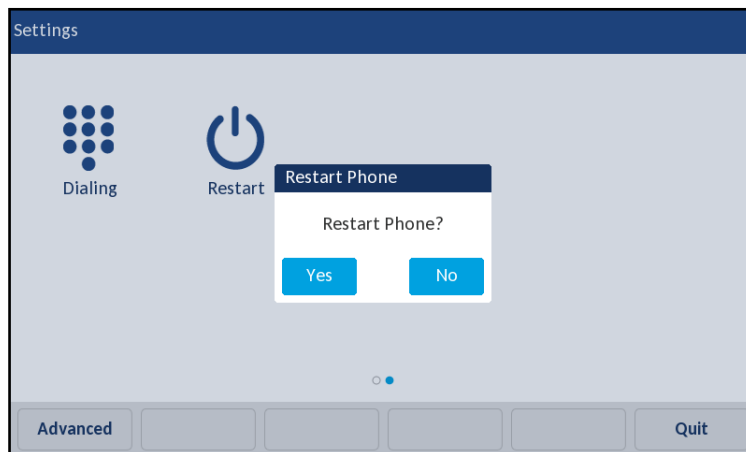 Settings
Dialing
Restart
Restart Phone
Restart Phone?
Yes
No
Advanced
Quit